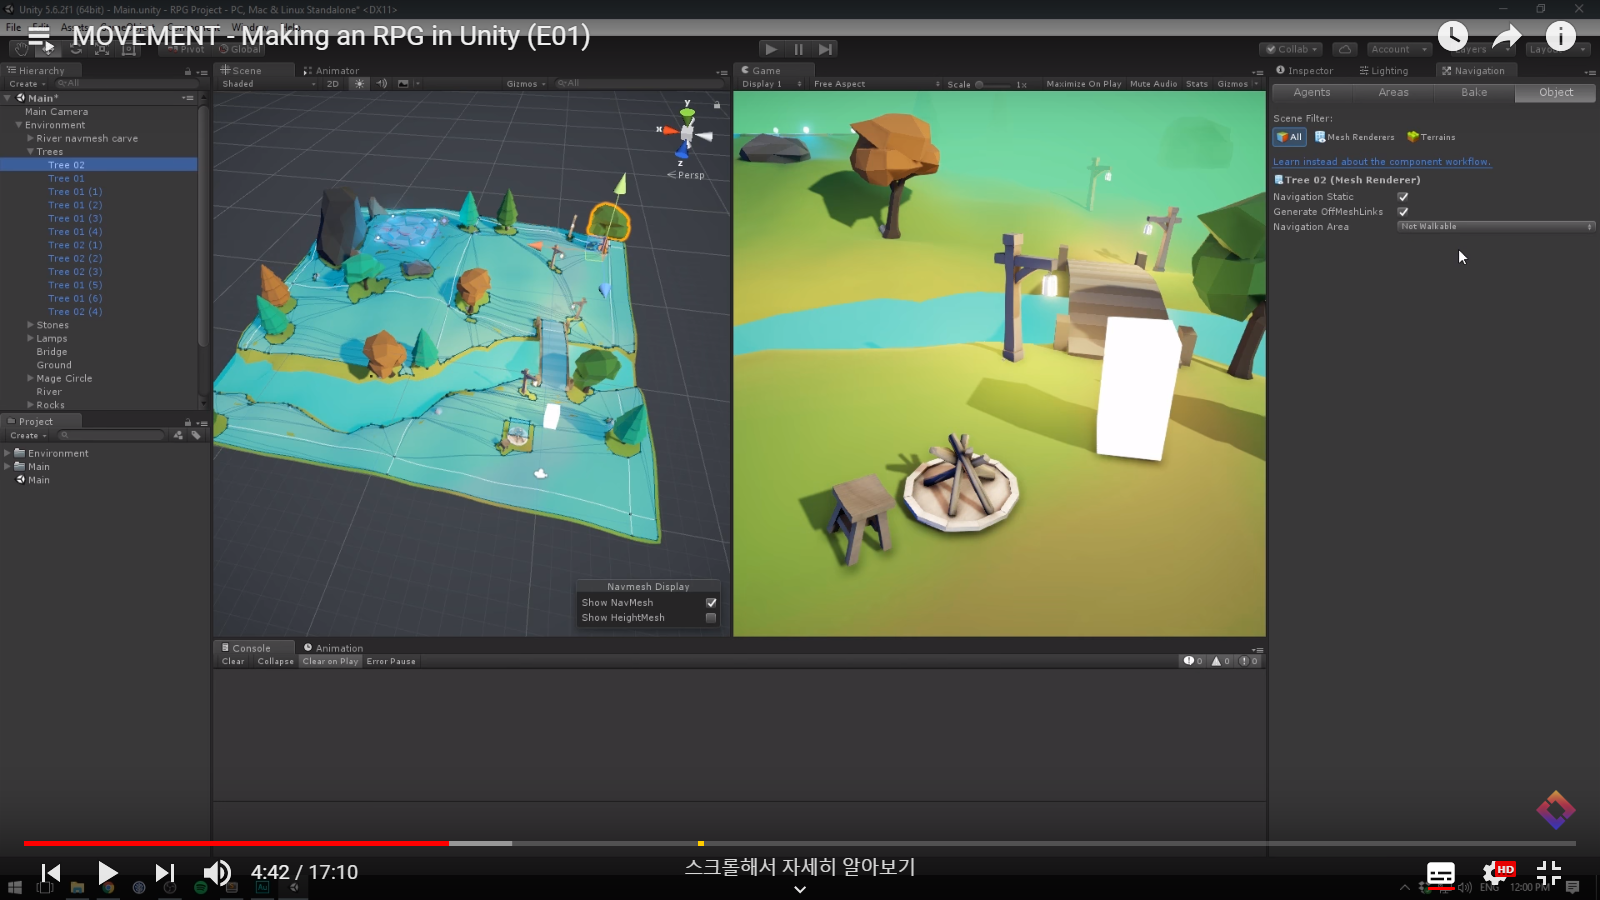 Unity 5.6.2f1 (64bit) - Main.unity - RPG Project - PC, Mac & Linux Standalone* <DX11>
File Edit Assets
MOVEMENT - Making an RPG in Unity (E01)
Pivot Global
Collab Account Layers
Hierarchy
Create All
Main*
Main Camera
Environment
River navmesh carve
Trees
Tree 02
Tree 01
Tree 01 (1)
Tree 01 (2)
Tree 01 (3)
Tree 01 (4)
Tree 02 (1)
Tree 02 (2)
Tree 02 (3)
Tree 01 (5)
Tree 01 (6)
Tree 02 (4)
Stones
Lamps
Bridge
Ground
Mage Circle
River
Rocks
Project
Create
Environment
Main
Main
Scene Animator
Shaded 2D Gizmos All
y
x
z
Persp
Navmesh Display
Show NavMesh
Show HeightMesh
Game
Display 1 Free Aspect Scale 1x Maximize On Play Mute Audio Stats Gizmos
Console Animation
Clear Collapse Clear on Play Error Pause 0 0 0
Inspector Lighting Navigation
Agents Areas Bake Object
Scene Filter:
All Mesh Renderers Terrains
Learn instead about the component workflow.
Tree 02 (Mesh Renderer)
Navigation Static
Generate OffMeshLinks
Navigation Area Not Walkable
4:42 / 17:10
스크롤해서 자세히 알아보기
HD
Au
ENG 12:00 PM